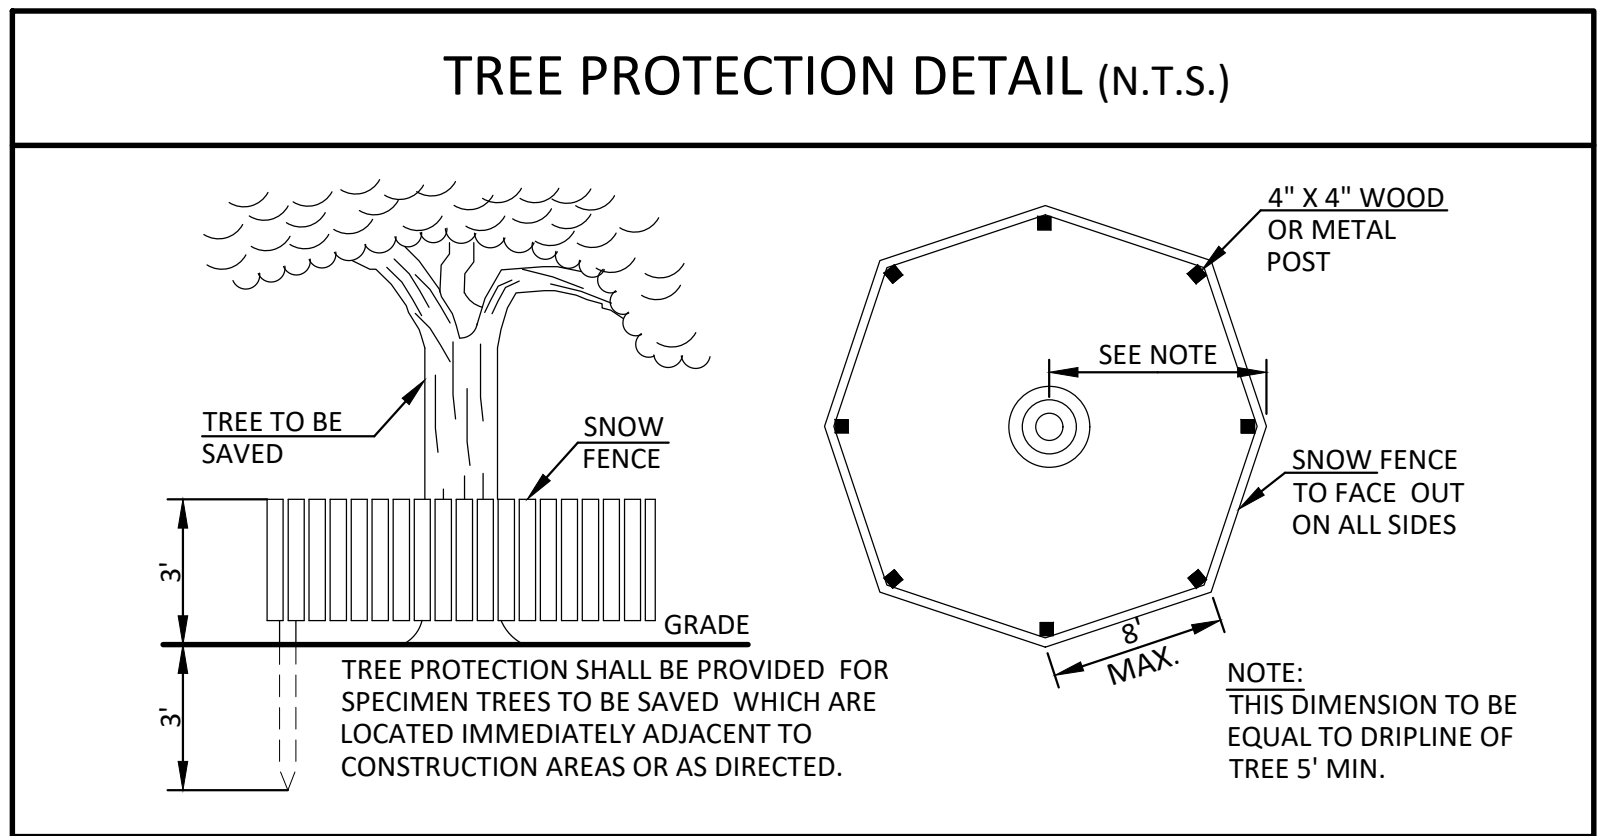 TREE PROTECTION DETAIL (N.T.S.)
TREE TO BE
SAVED
SNOW
FENCE
3'
3'
GRADE
TREE PROTECTION SHALL BE PROVIDED FOR
SPECIMEN TREES TO BE SAVED WHICH ARE
LOCATED IMMEDIATELY ADJACENT TO
CONSTRUCTION AREAS OR AS DIRECTED.
4" X 4" WOOD
OR METAL
POST
SEE NOTE
SNOW FENCE
TO FACE OUT
ON ALL SIDES
8'
MAX.
NOTE:
THIS DIMENSION TO BE
EQUAL TO DRIPLINE OF
TREE 5' MIN.